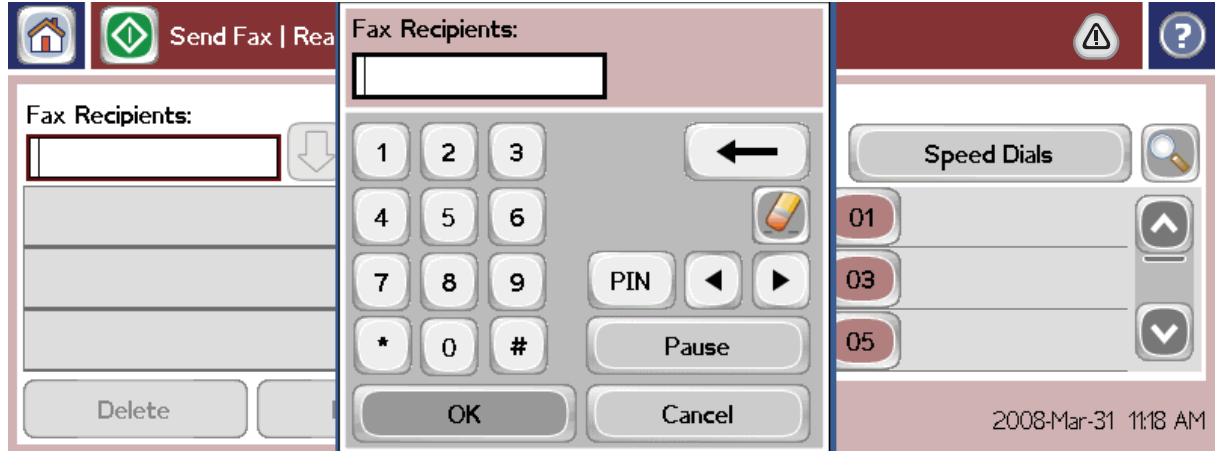 Send Fax | Rea
Fax Recipients:
Fax Recipients:
1 2 3
4 5 6
7 8 9
* 0 #
PIN
Pause
OK
Cancel
Speed Dials
01
03
05
Delete
2008-Mar-31 11:18 AM
?